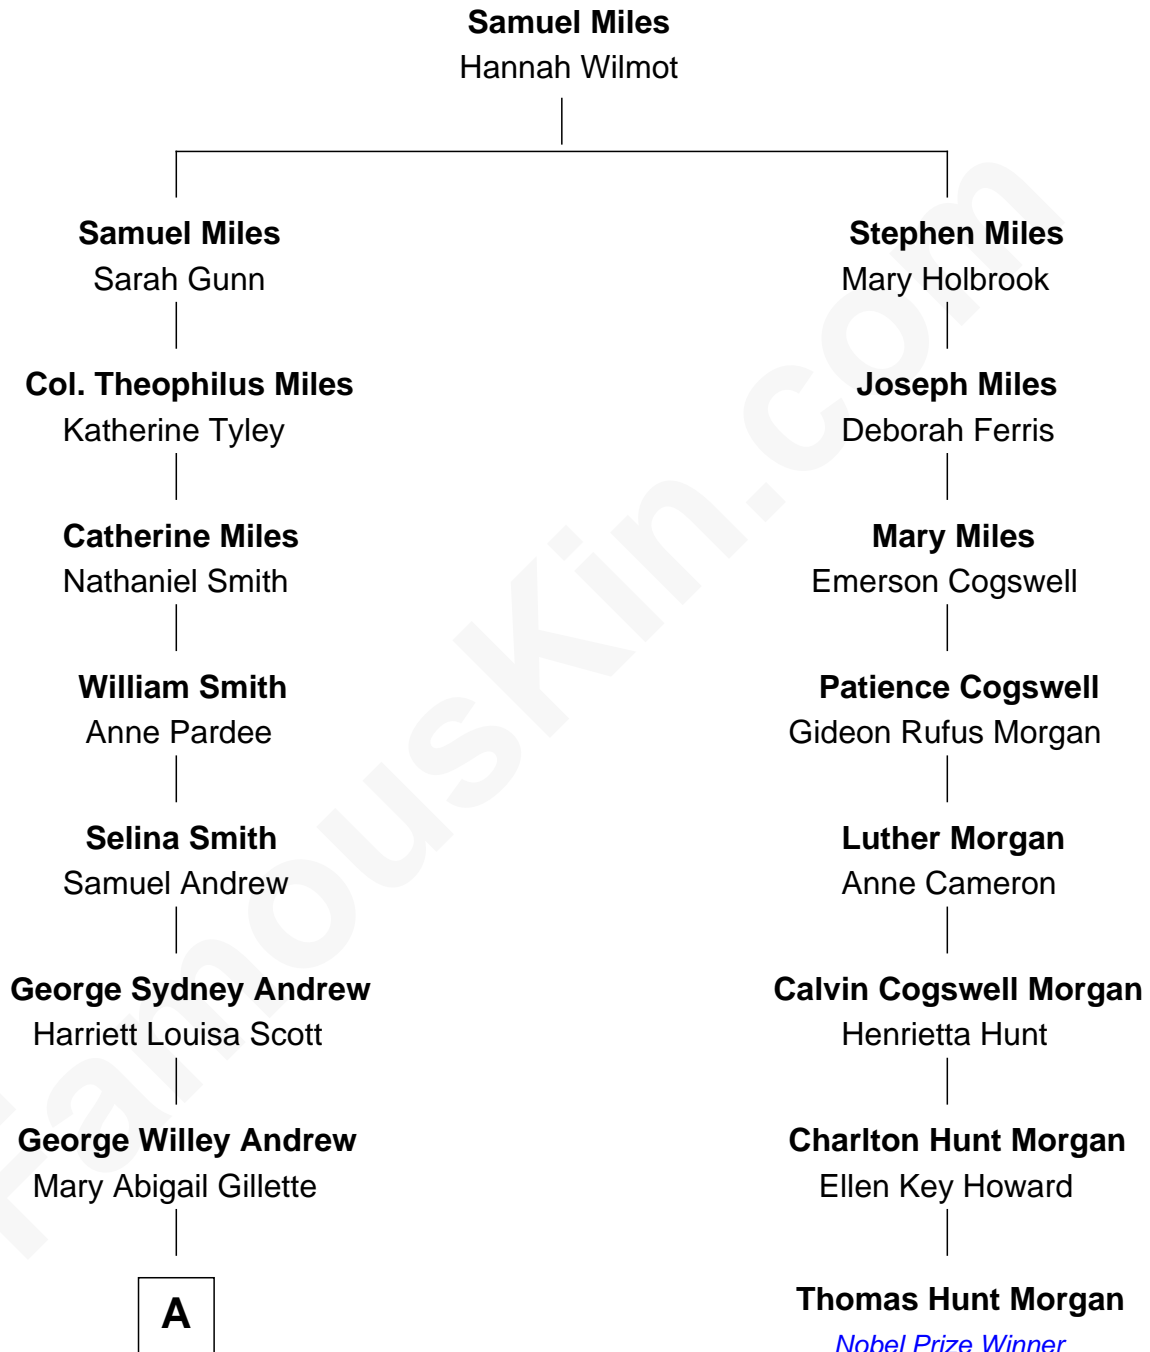 Samuel Miles
Hannah Wilmot
Samuel Miles
Sarah Gunn
Stephen Miles
Mary Holbrook
Col. Theophilus Miles
Katherine Tyley
Joseph Miles
Deborah Ferris
Catherine Miles
Nathaniel Smith
Mary Miles
Emerson Cogswell
William Smith
Anne Pardee
Patience Cogswell
Gideon Rufus Morgan
Selina Smith
Samuel Andrew
Luther Morgan
Anne Cameron
George Sydney Andrew
Harriett Louisa Scott
Calvin Cogswell Morgan
Henrietta Hunt
George Willey Andrew
Mary Abigail Gillette
Charlton Hunt Morgan
Ellen Key Howard
A
Thomas Hunt Morgan
Nobel Prize Winner
FamousKin.com